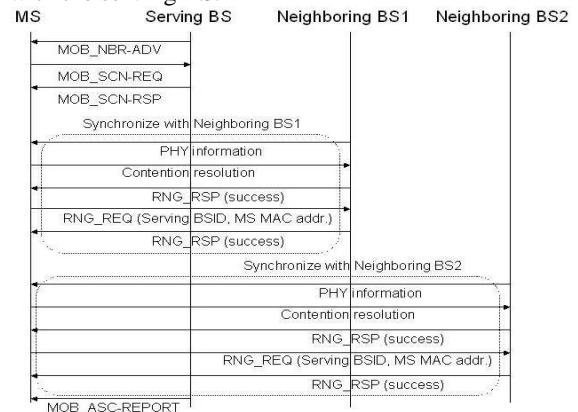 MS Serving BS Neighboring BS1 Neighboring BS2
MOB_NBR-ADV
MOB_SCN-REQ
MOB_SCN-RSP
Synchronize with Neighboring BS1
PHY information
Contention resolution
RNG_RSP (success)
RNG_REQ (Serving BSID, MS MAC addr.)
RNG_RSP (success)
Synchronize with Neighboring BS2
PHY information
Contention resolution
RNG_RSP (success)
RNG_REQ (Serving BSID, MS MAC addr.)
RNG_RSP (success)
MOB_ASC-REPORT